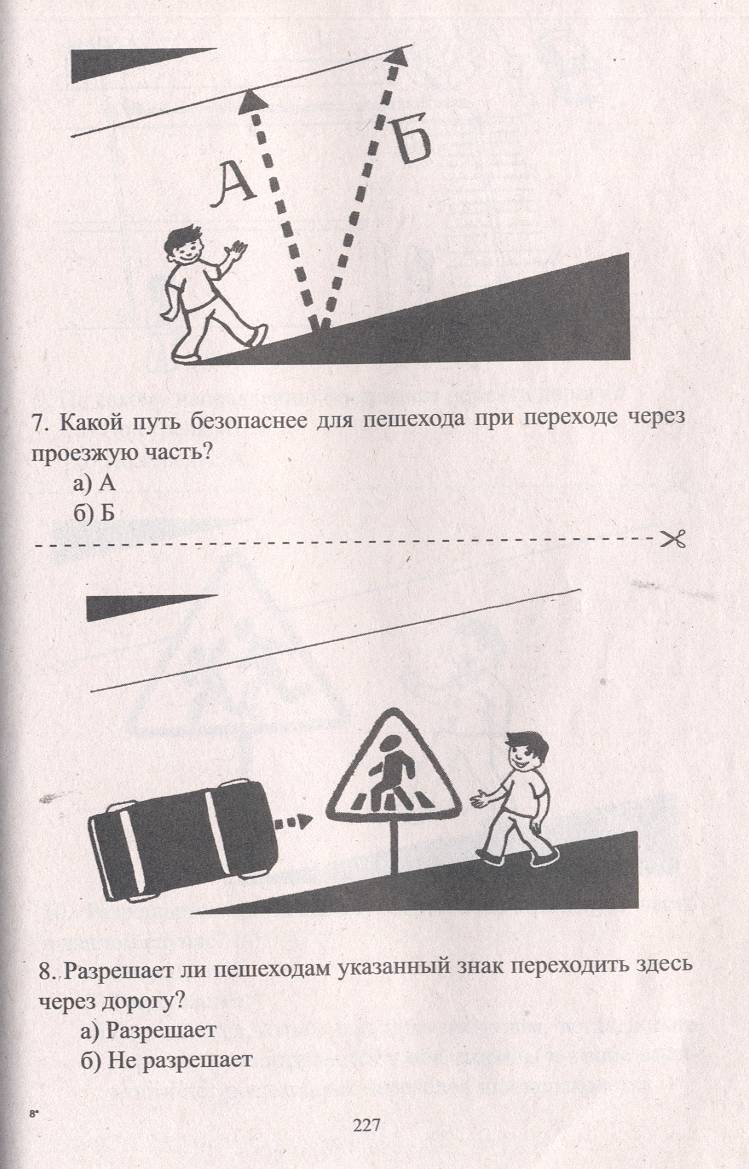 А
Б
7. Какой путь безопаснее для пешехода при переходе через
проезжую часть?
а) А
б) Б
8. Разрешает ли пешеходам указанный знак переходить здесь
через дорогу?
а) Разрешает
б) Не разрешает
8*
227